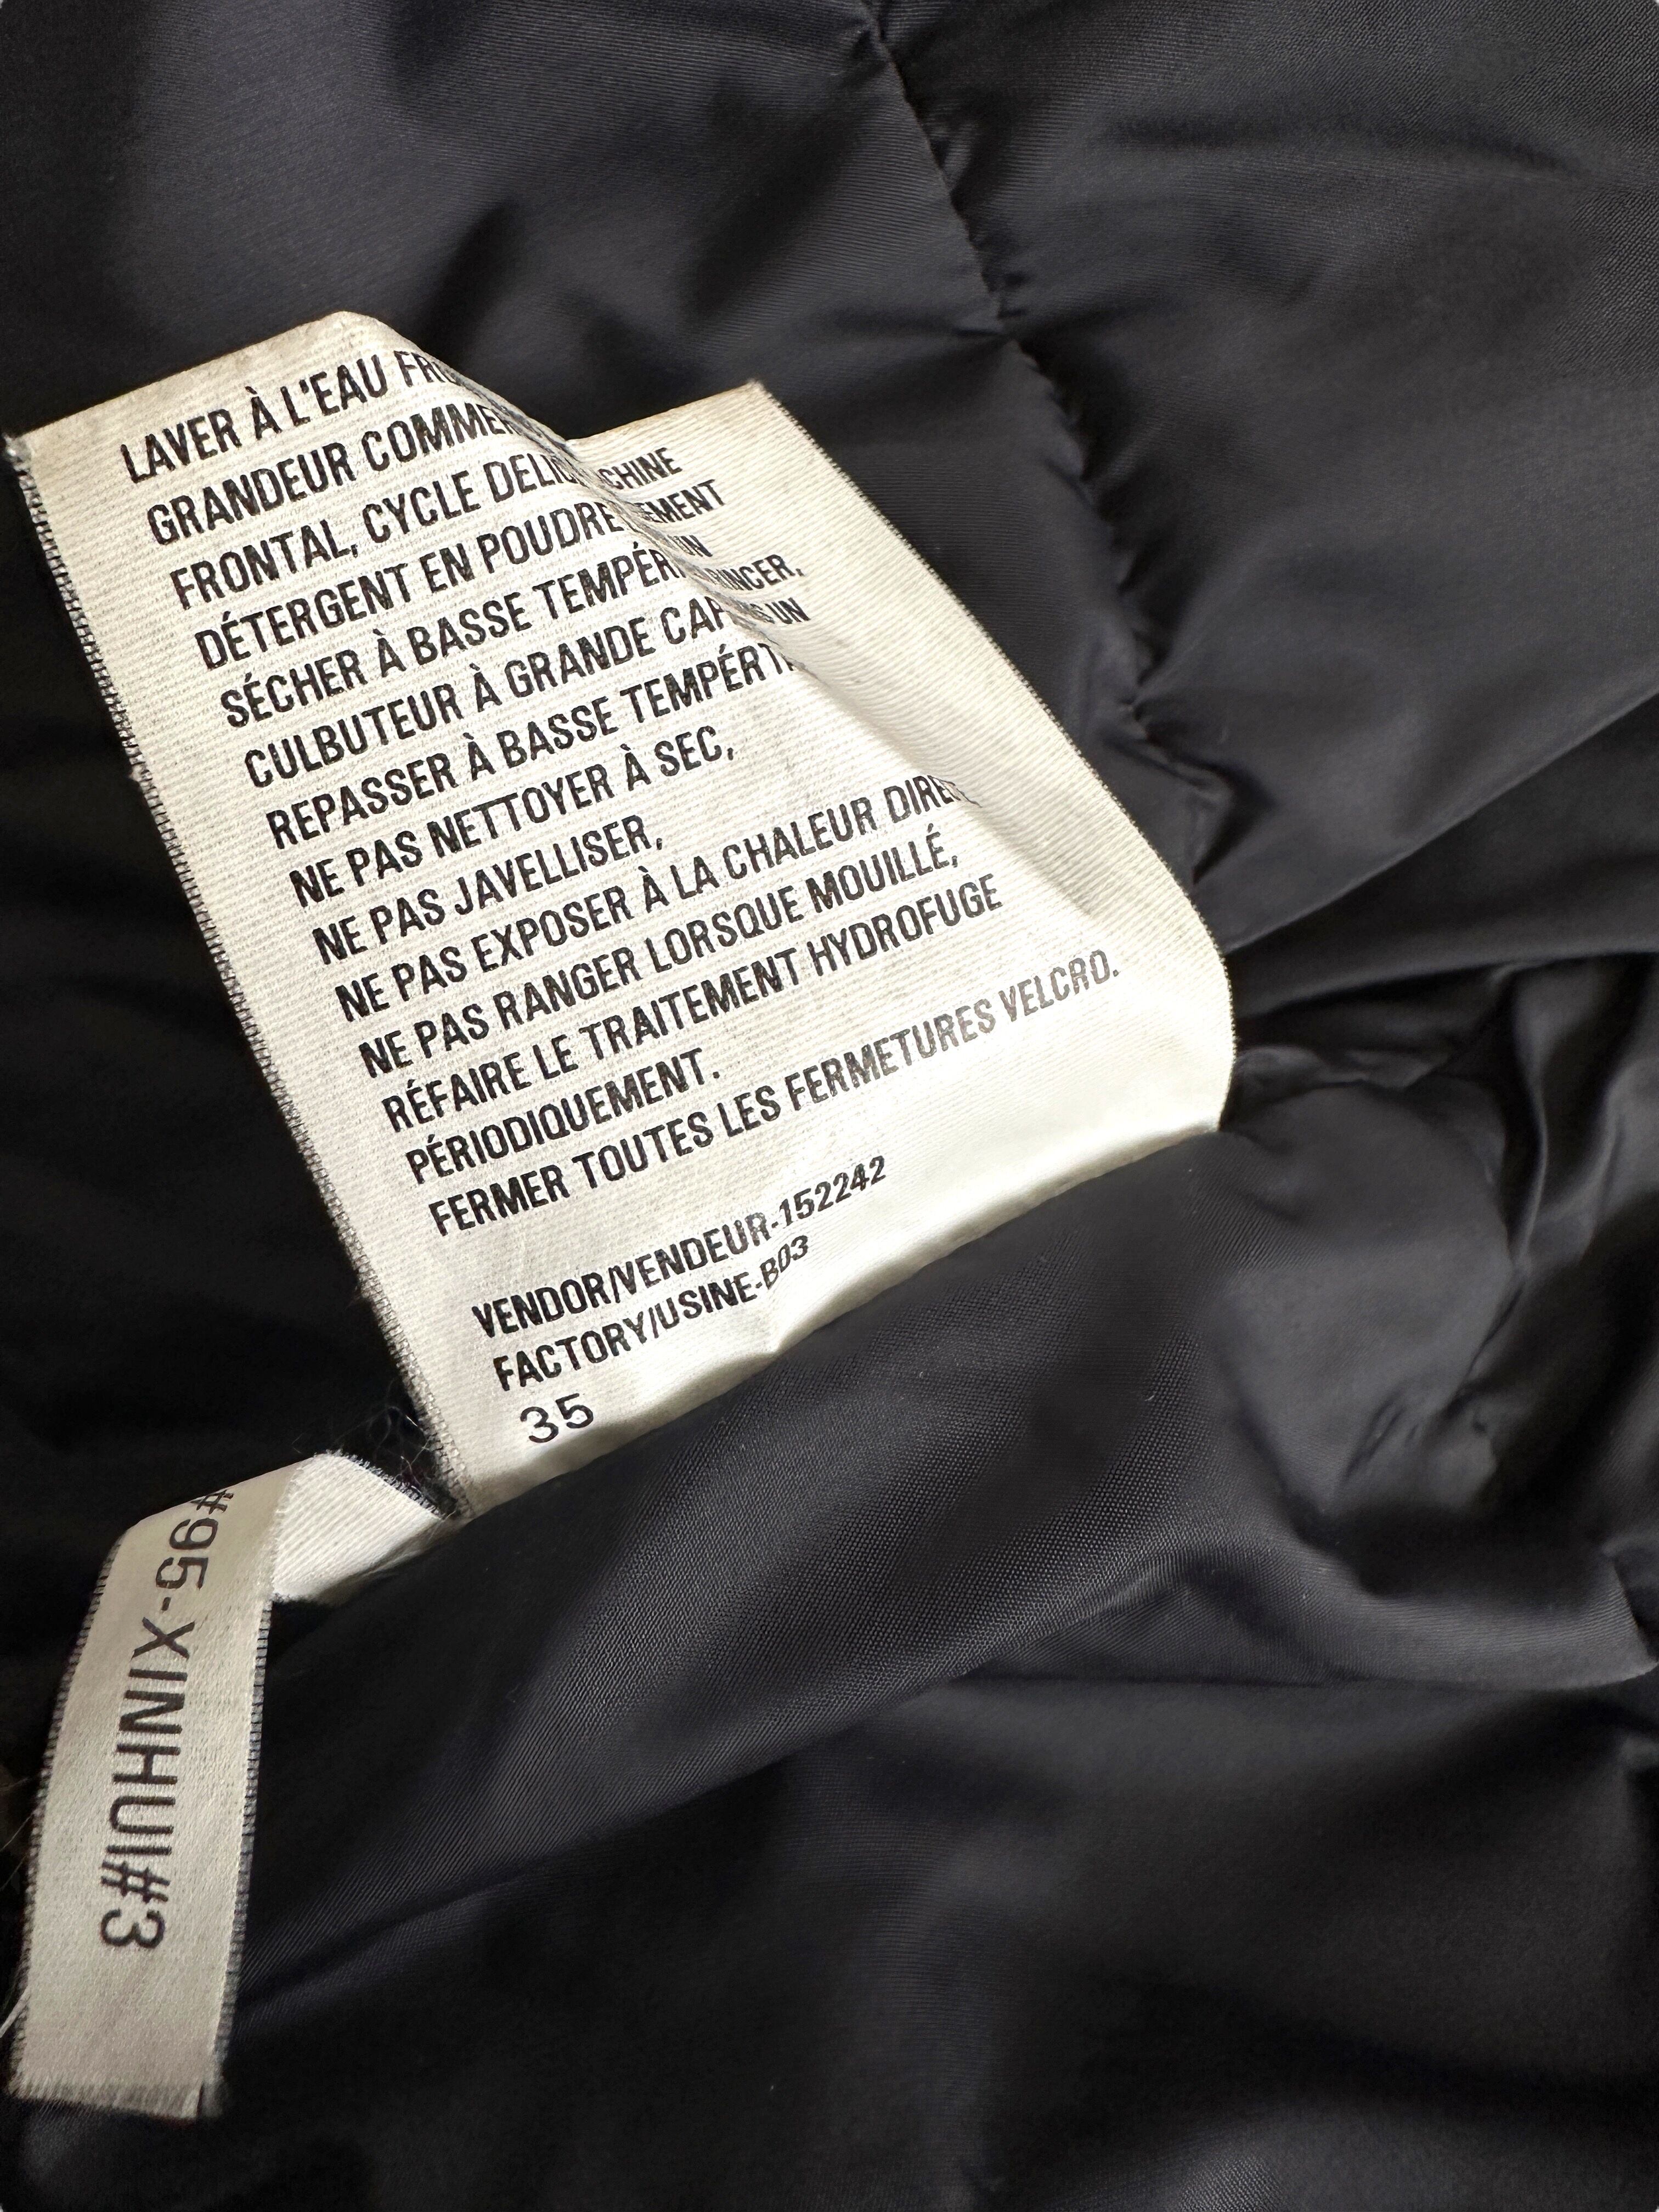 LAVER À L'EAU
GRANDEUR
FRONTAL, CYCLE
DÉTERGENT EN POUDRE
SÉCHER À BASSE
CULBUTEUR À GRANDE
REPASSER À BASSE
NE PAS NETTOYER À SEC,
NE PAS JAVELLISER,
NE PAS EXPOSER À LA CHALEUR
NE PAS RANGER LORSQUE MOUILLÉ,
RÉFAIRE LE TRAITEMENT HYDROFUGE
PÉRIODIQUEMENT.
FERMER TOUTES LES FERMETURES VELCRO.
VENDOR/VENDEUR-152242
FACTORY/USINE-B03
35
UN
#95-XINHUI#3